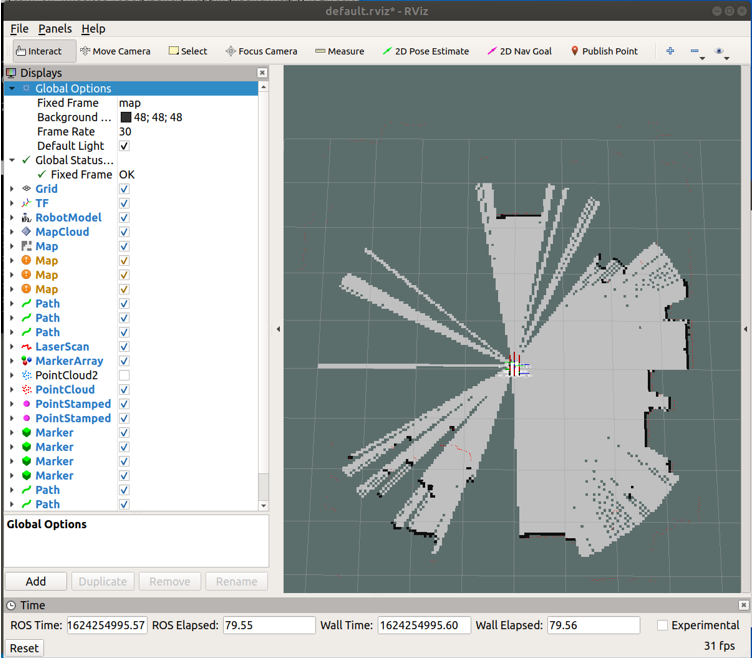 default.rviz* - RViz
File Panels Help
Interact Move Camera Select Focus Camera Measure 2D Pose Estimate 2D Nav Goal Publish Point
Displays
Global Options
Fixed Frame map
Background ... 48; 48; 48
Frame Rate 30
Default Light
Global Status...
Fixed Frame OK
Grid
TF
RobotModel
MapCloud
Map
Map
Map
Map
Path
Path
Path
LaserScan
MarkerArray
PointCloud2
PointCloud
PointStamped
PointStamped
Marker
Marker
Marker
Marker
Path
Path
Global Options
Add Duplicate Remove Rename
Time
ROS Time: 1624254995.57 ROS Elapsed: 79.55 Wall Time: 1624254995.60 Wall Elapsed: 79.56 Experimental
Reset 31 fps